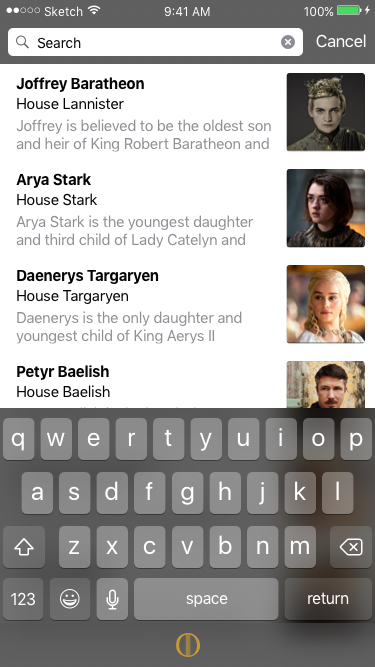 Sketch 9:41 AM 100%
Search Cancel
Joffrey Baratheon
House Lannister
Joffrey is believed to be the oldest son
and heir of King Robert Baratheon and
Arya Stark
House Stark
Arya Stark is the youngest daughter
and third child of Lady Catelyn and
Daenerys Targaryen
House Targaryen
Daenerys is the only daughter and
youngest child of King Aerys II
Petyr Baelish
House Baelish
q w e r t y u i o p
a s d f g h j k l
z x c v b n m
123 space return